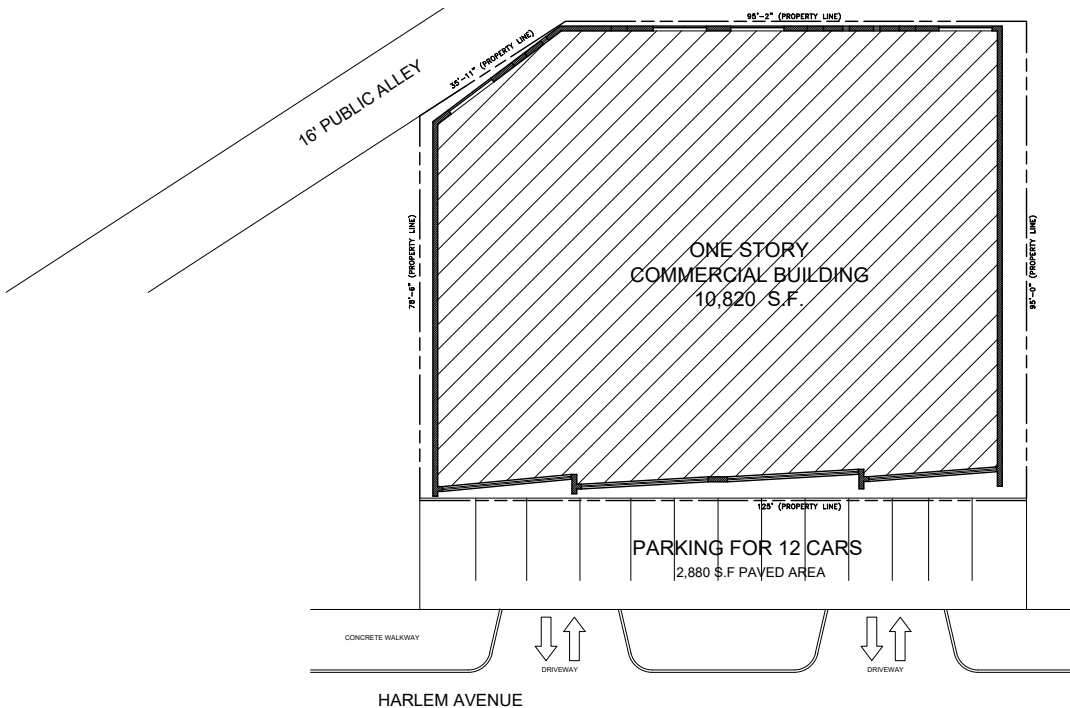 95'-2" (PROPERTY LINE)
35'-11" (PROPERTY LINE)
16' PUBLIC ALLEY
78'-6" (PROPERTY LINE)
ONE STORY
COMMERCIAL BUILDING
10,820 S.F.
95'-0" (PROPERTY LINE)
125' (PROPERTY LINE)
PARKING FOR 12 CARS
2,880 S.F PAVED AREA
CONCRETE WALKWAY
DRIVEWAY
DRIVEWAY
HARLEM AVENUE